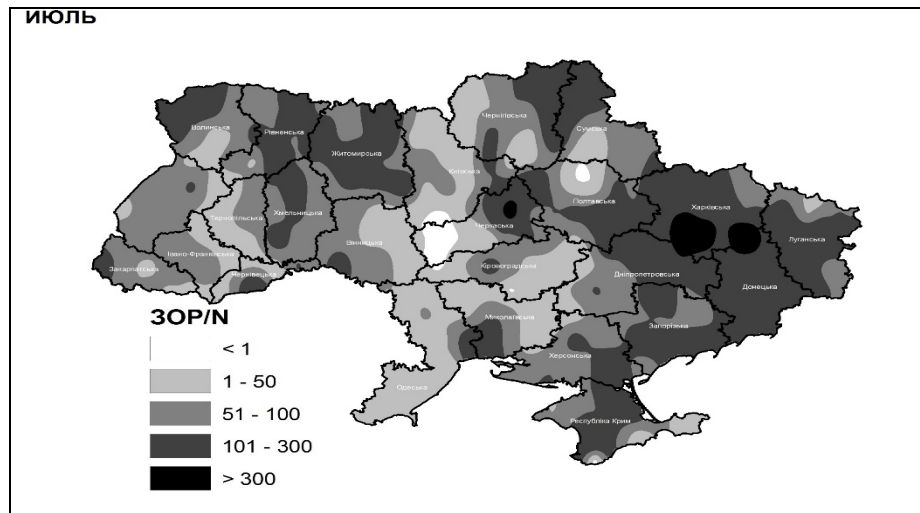 ИЮЛЬ
Чернігівська
Волинська
Рівненська
Сумська
Житомирська
Київська
Полтавська
Харківська
Тернопільська
Хмельницька
Черкаська
Луганська
Вінницька
Івано-Франківська
Закарпатська
Чернівецька
Кіровоградська
Дніпропетровська
Донецька
Миколаївська
Запорізька
Херсонська
Одеська
Республіка Крим
ЗОР/N
< 1
1 - 50
51 - 100
101 - 300
> 300